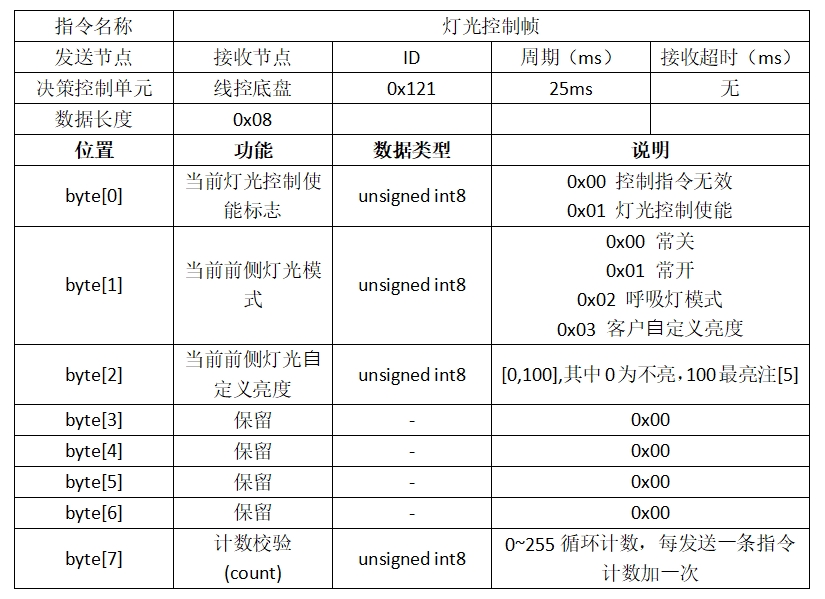 指令名称 灯光控制帧
发送节点 接收节点 ID 周期（ms） 接收超时（ms）
决策控制单元 线控底盘 0x121 25ms 无
数据长度 0x08
位置 功能 数据类型 说明
byte[0] 当前灯光控制使 unsigned int8 0x00 控制指令无效
能标志 0x01 灯光控制使能
byte[1] 当前前侧灯光模 unsigned int8 0x00 常关
式 0x01 常开
0x02 呼吸灯模式
0x03 客户自定义亮度
byte[2] 当前前侧灯光自 unsigned int8 [0,100],其中 0 为不亮，100 最亮注[5]
定义亮度
byte[3] 保留 - 0x00
byte[4] 保留 - 0x00
byte[5] 保留 - 0x00
byte[6] 保留 - 0x00
byte[7] 计数校验 unsigned int8 0~255 循环计数，每发送一条指令
(count) 计数加一次